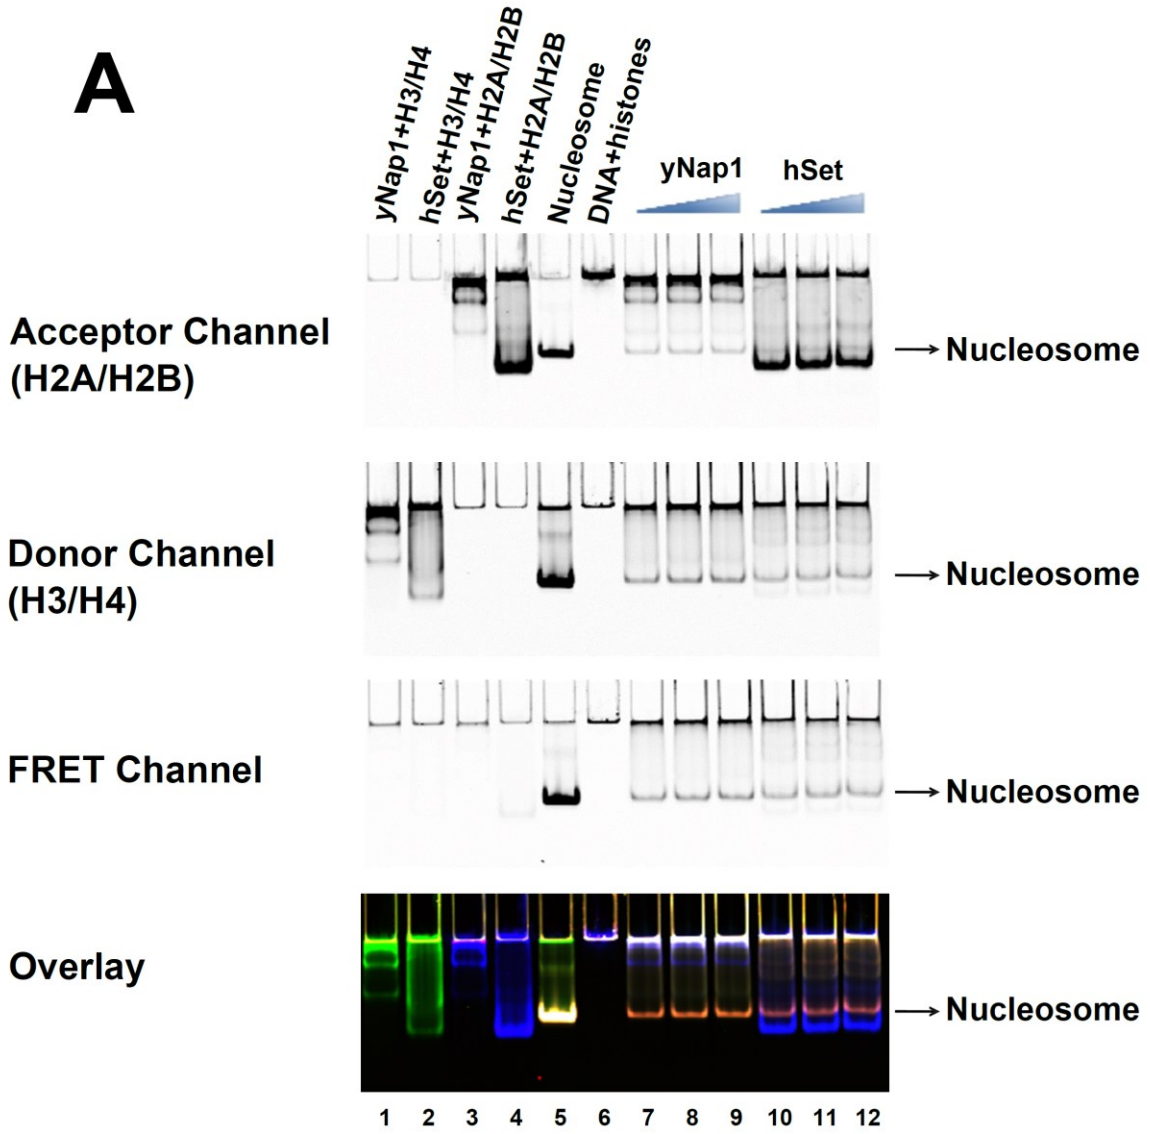 A
yNap1+H3/H4
hSet+H3/H4
yNap1+H2A/H2B
hSet+H2A/H2B
Nucleosome
DNA+histones
yNap1
hSet
Acceptor Channel
(H2A/H2B)
Nucleosome
Donor Channel
(H3/H4)
Nucleosome
FRET Channel
Nucleosome
Overlay
Nucleosome
1 2 3 4 5 6 7 8 9 10 11 12